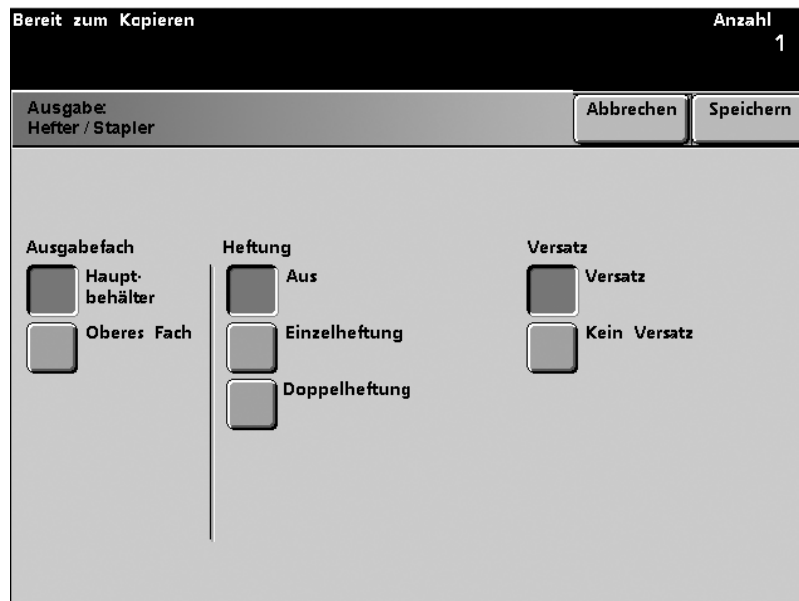 Bereit zum Kopieren
Anzahl
1
Ausgabe:
Hefter / Stapler
Abbrechen
Speichern
Ausgabefach
Haupt-
behälter
Oberes Fach
Heftung
Aus
Einzelheftung
Doppelheftung
Versatz
Versatz
Kein Versatz